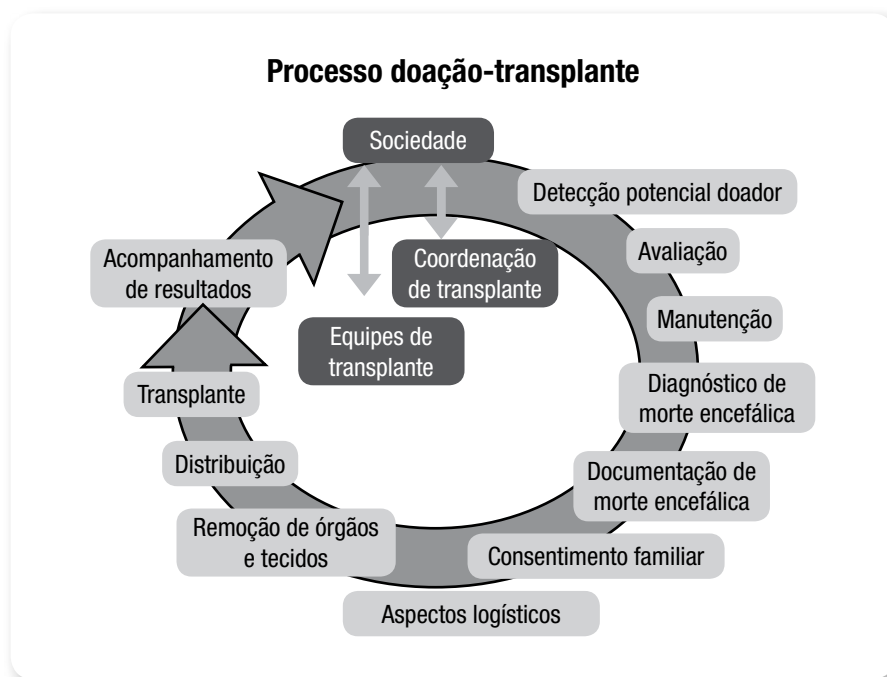 Processo doação-transplante
Sociedade
Detecção potencial doador
Avaliação
Manutenção
Diagnóstico de
morte encefálica
Documentação de
morte encefálica
Consentimento familiar
Aspectos logísticos
Remoção de órgãos
e tecidos
Distribuição
Transplante
Acompanhamento
de resultados
Coordenação
de transplante
Equipes de
transplante